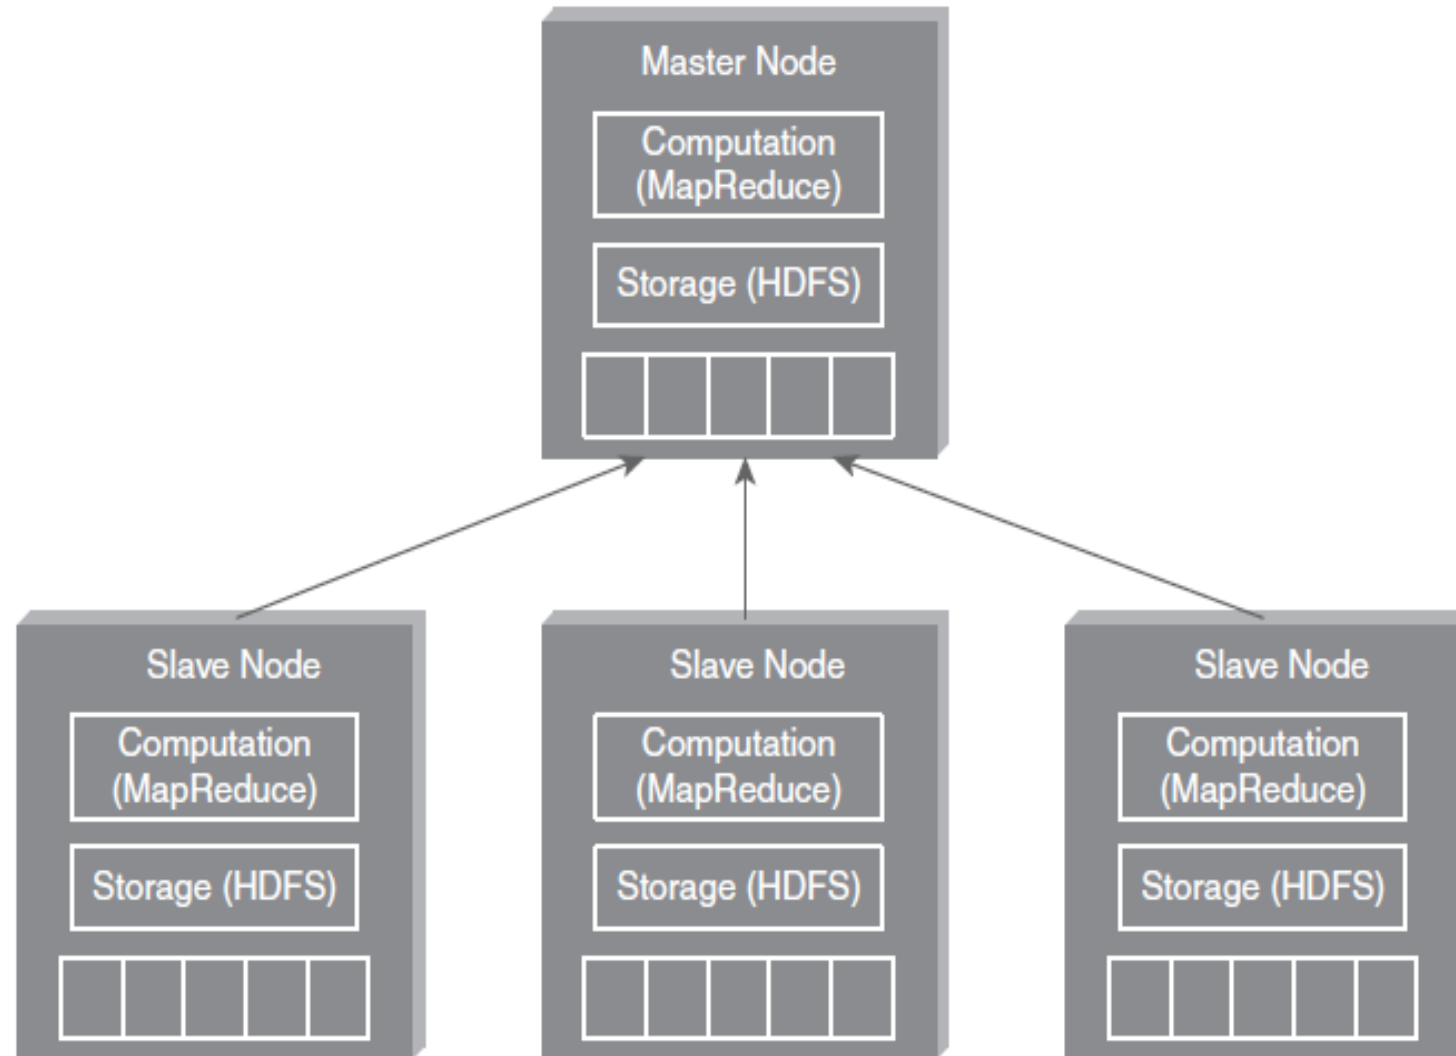 Master Node
Computation
(MapReduce)
Storage (HDFS)
Slave Node
Computation
(MapReduce)
Storage (HDFS)
Slave Node
Computation
(MapReduce)
Storage (HDFS)
Slave Node
Computation
(MapReduce)
Storage (HDFS)